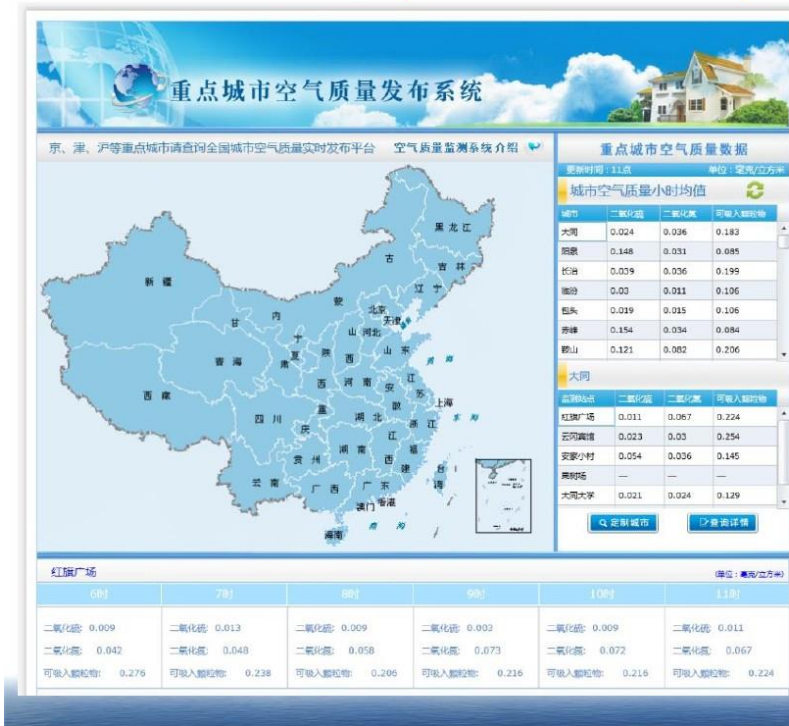 重点城市空气质量发布系统
京、津、沪等重点城市请查询全国城市空气质量实时发布平台 空气质量监测系统介绍
重点城市空气质量数据
更新时间：11点 单位：毫克/立方米
城市空气质量小时均值
城市 二氧化硫 二氧化氮 可吸入颗粒物
大同 0.024 0.036 0.183
阳泉 0.148 0.031 0.085
长治 0.039 0.036 0.199
临汾 0.03 0.011 0.106
包头 0.019 0.015 0.106
赤峰 0.154 0.034 0.084
鞍山 0.121 0.082 0.206
大同
监测站点 二氧化硫 二氧化氮 可吸入颗粒物
红旗广场 0.011 0.067 0.224
云冈宾馆 0.023 0.03 0.254
安家小村 0.054 0.036 0.145
果树场 — — —
大同大学 0.021 0.024 0.129
定制城市 查询详情
黑龙江
吉林
辽宁
内蒙古
新疆
甘肃
宁夏
北京
天津
河北
山西
陕西
山东
青海
黄海
西藏
河南
江苏
安徽
上海
四川
重庆
湖北
浙江
东海
湖南
江西
福建
贵州
云南
广西
广东
台湾
澳门
香港
海南
南海
红旗广场 (单位：毫克/立方米)
6时 7时 8时 9时 10时 11时
二氧化硫: 0.009 二氧化硫: 0.013 二氧化硫: 0.009 二氧化硫: 0.003 二氧化硫: 0.009 二氧化硫: 0.011
二氧化氮: 0.042 二氧化氮: 0.048 二氧化氮: 0.058 二氧化氮: 0.073 二氧化氮: 0.072 二氧化氮: 0.067
可吸入颗粒物: 0.276 可吸入颗粒物: 0.238 可吸入颗粒物: 0.206 可吸入颗粒物: 0.216 可吸入颗粒物: 0.216 可吸入颗粒物: 0.224